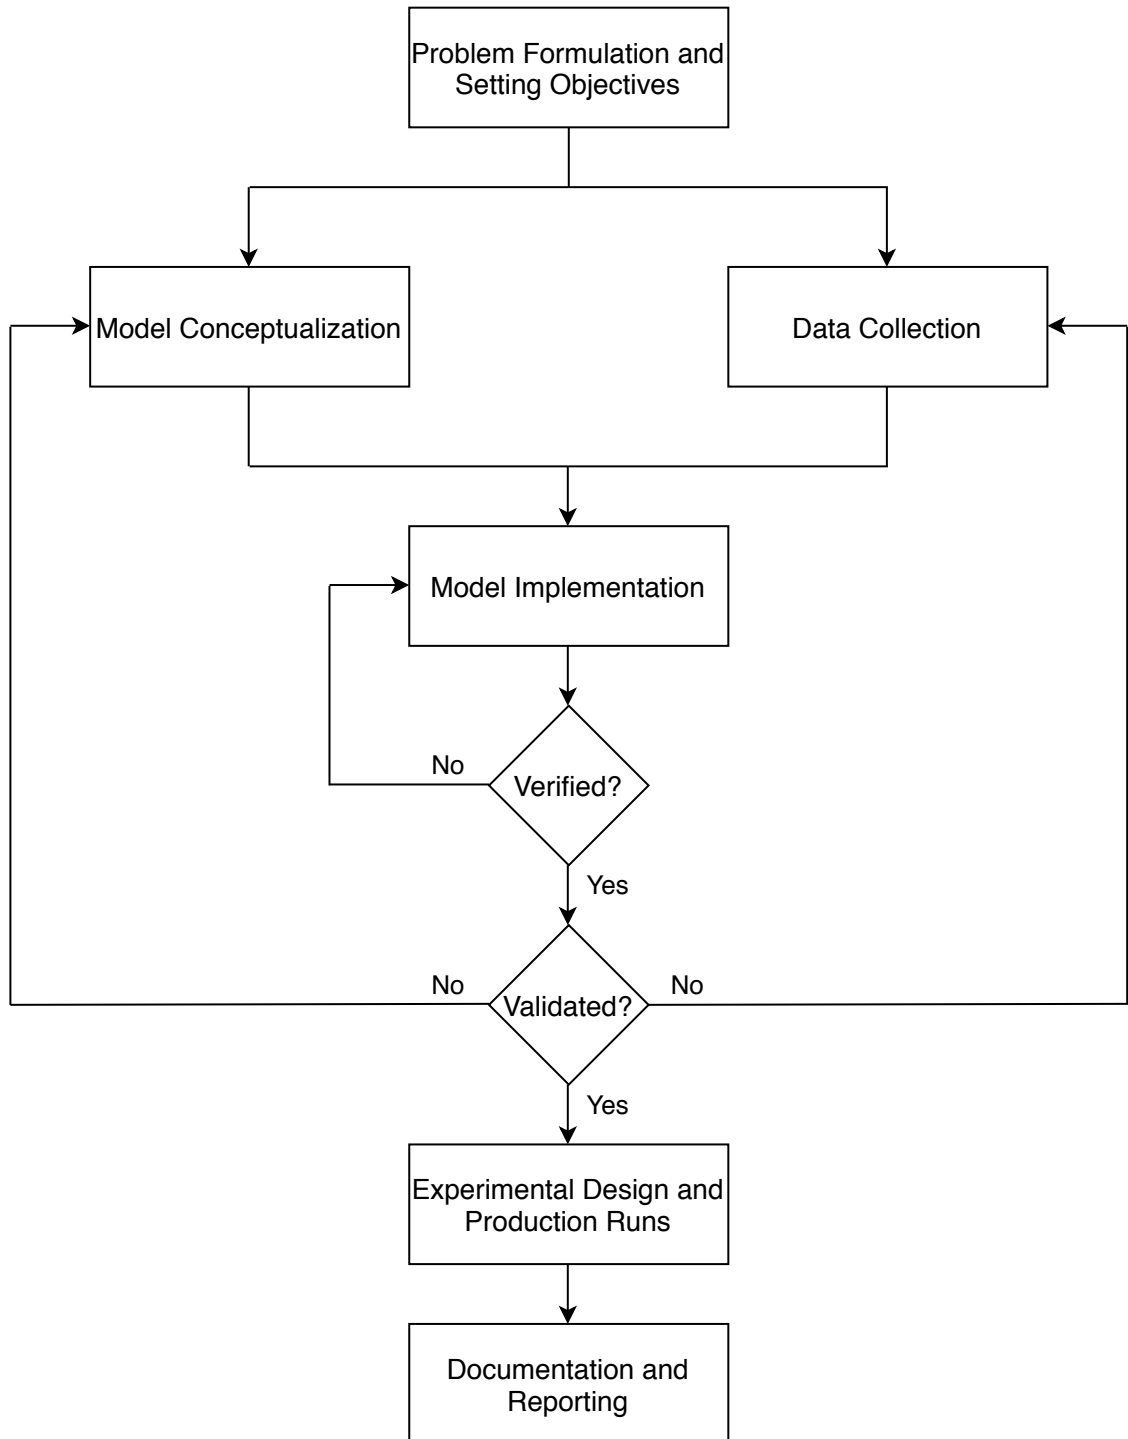 Problem Formulation and
Setting Objectives
Model Conceptualization
Data Collection
Model Implementation
No
Verified?
Yes
No
Validated?
No
Yes
Experimental Design and
Production Runs
Documentation and
Reporting